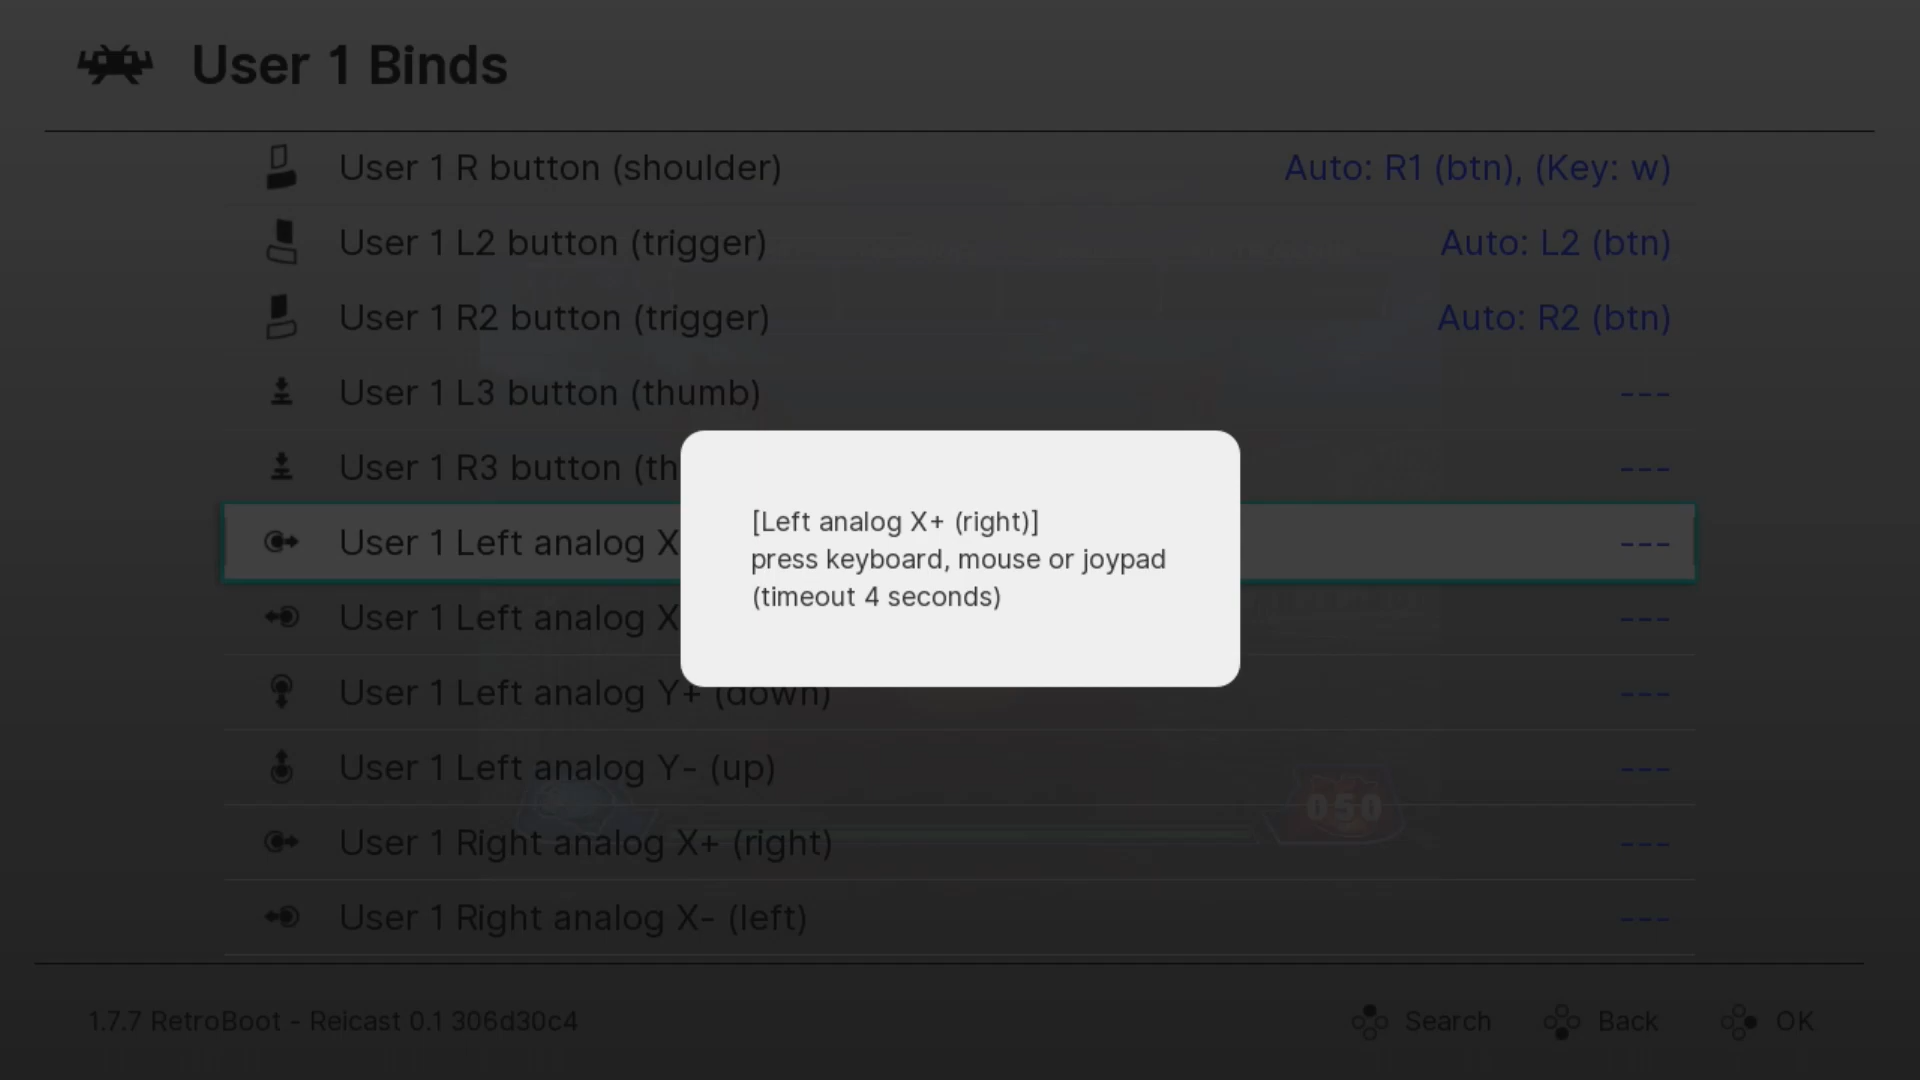 User 1 Binds
User 1 R button (shoulder) Auto: R1 (btn), (Key: w)
User 1 L2 button (trigger) Auto: L2 (btn)
User 1 R2 button (trigger) Auto: R2 (btn)
User 1 L3 button (thumb) ---
User 1 R3 button (th ---
User 1 Left analog X ---
[Left analog X+ (right)]
press keyboard, mouse or joypad
(timeout 4 seconds)
User 1 Left analog X ---
User 1 Left analog Y+ (down) ---
User 1 Left analog Y- (up) ---
050
User 1 Right analog X+ (right) ---
User 1 Right analog X- (left) ---
1.7.7 RetroBoot - Reicast 0.1 306d30c4
Search Back OK